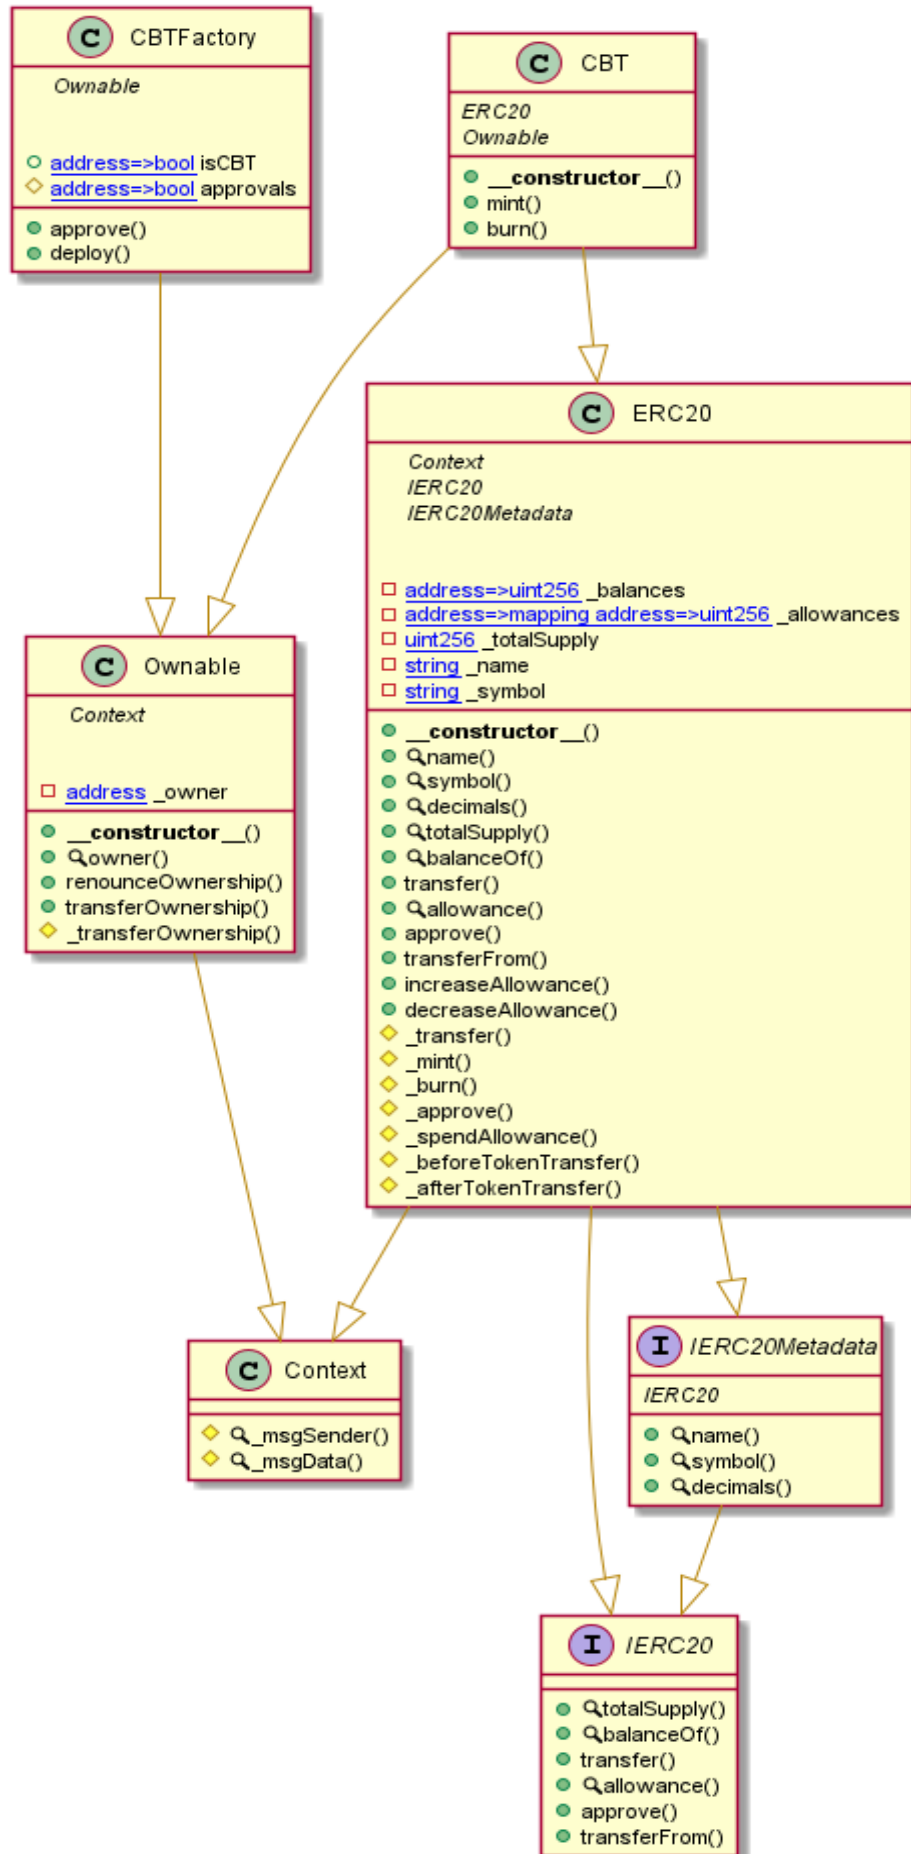 C CBTFactory
Ownable
address=>bool isCBT
address=>bool approvals
approve()
deploy()
C CBT
ERC20
Ownable
__constructor__()
mint()
burn()
C ERC20
Context
IERC20
IERC20Metadata
address=>uint256 _balances
address=>mapping address=>uint256 _allowances
uint256 _totalSupply
string _name
string _symbol
__constructor__()
name()
symbol()
decimals()
totalSupply()
balanceOf()
transfer()
allowance()
approve()
transferFrom()
increaseAllowance()
decreaseAllowance()
_transfer()
_mint()
_burn()
_approve()
_spendAllowance()
_beforeTokenTransfer()
_afterTokenTransfer()
C Ownable
Context
address _owner
__constructor__()
owner()
renounceOwnership()
transferOwnership()
_transferOwnership()
C Context
_msgSender()
_msgData()
I IERC20Metadata
IERC20
name()
symbol()
decimals()
I IERC20
totalSupply()
balanceOf()
transfer()
allowance()
approve()
transferFrom()